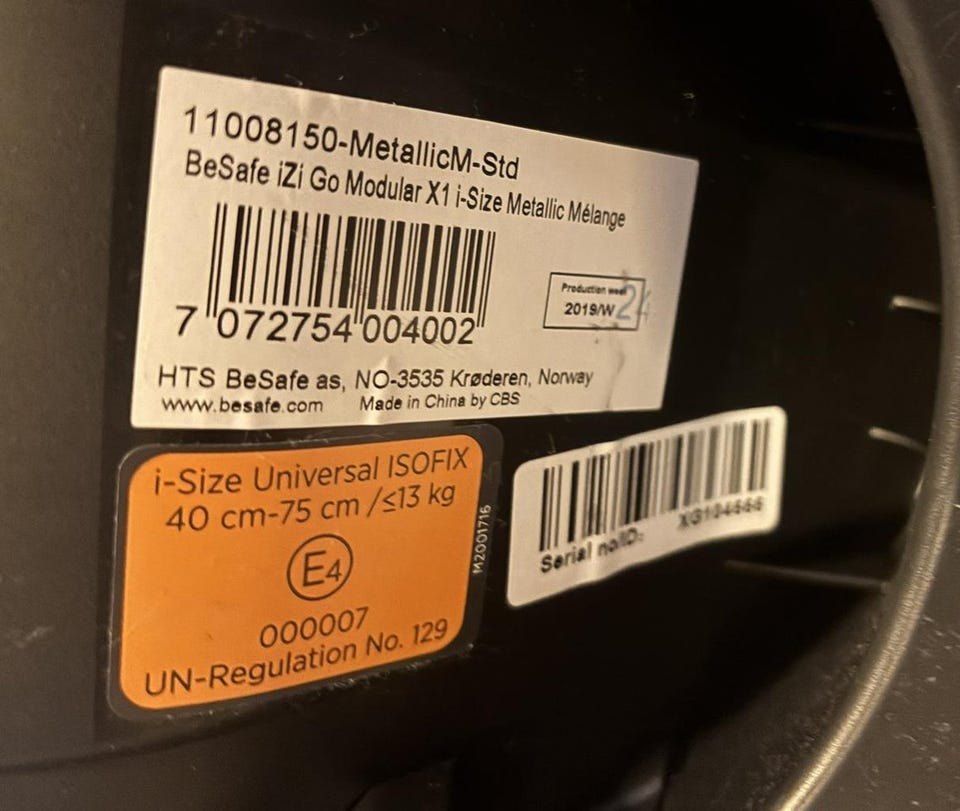 11008150-MetallicM-Std
BeSafe iZi Go Modular X1 i-Size Metallic Mélange
7 072754 004002
Production week
2019/W 24
HTS BeSafe as, NO-3535 Krøderen, Norway
www.besafe.com Made in China by CBS
i-Size Universal ISOFIX
40 cm-75 cm /≤13 kg
E4
000007
UN-Regulation No. 129
M2001716
Serial no/ID: